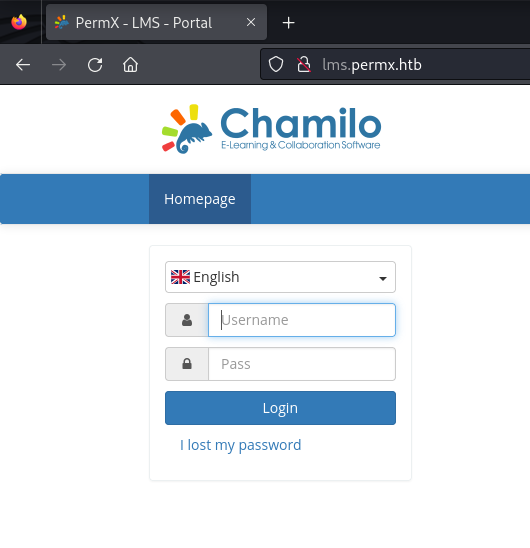 PermX - LMS - Portal
lms.permx.htb
Chamilo
E-Learning & Collaboration Software
Homepage
English
Username
Pass
Login
I lost my password